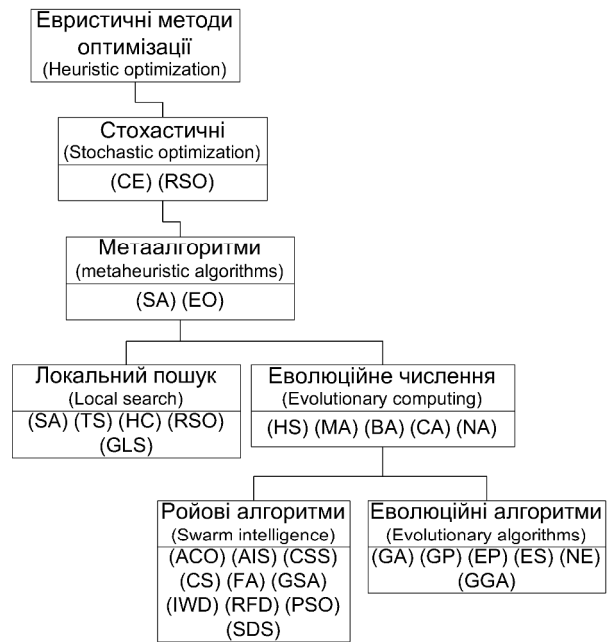 Евристичні методи
оптимізації
(Heuristic optimization)
Стохастичні
(Stochastic optimization)
(CE) (RSO)
Метаалгоритми
(metaheuristic algorithms)
(SA) (EO)
Локальний пошук
(Local search)
(SA) (TS) (HC) (RSO)
(GLS)
Еволюційне числення
(Evolutionary computing)
(HS) (MA) (BA) (CA) (NA)
Ройові алгоритми
(Swarm intelligence)
(ACO) (AIS) (CSS)
(CS) (FA) (GSA)
(IWD) (RFD) (PSO)
(SDS)
Еволюційні алгоритми
(Evolutionary algorithms)
(GA) (GP) (EP) (ES) (NE)
(GGA)